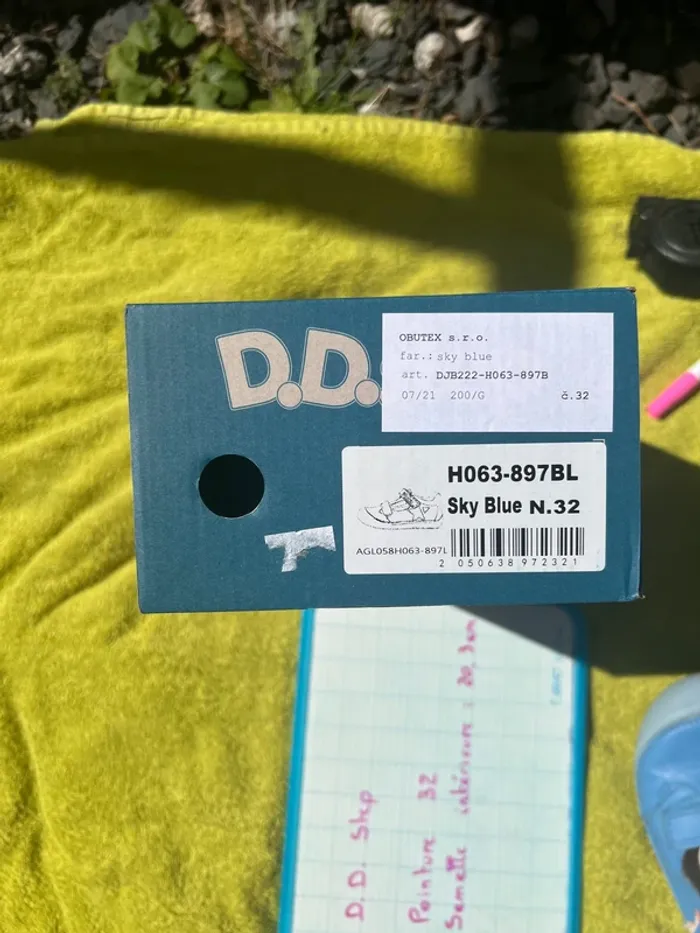 D.D.
OBUTEX s.r.o.
far.: sky blue
art. DJB222-H063-897B
07/21 200/G č.32
H063-897BL
Sky Blue N.32
AGL058H063-897L
2 050638 972321
D.D. Step
Pointure 32
Semelle intérieure : 20,3cm